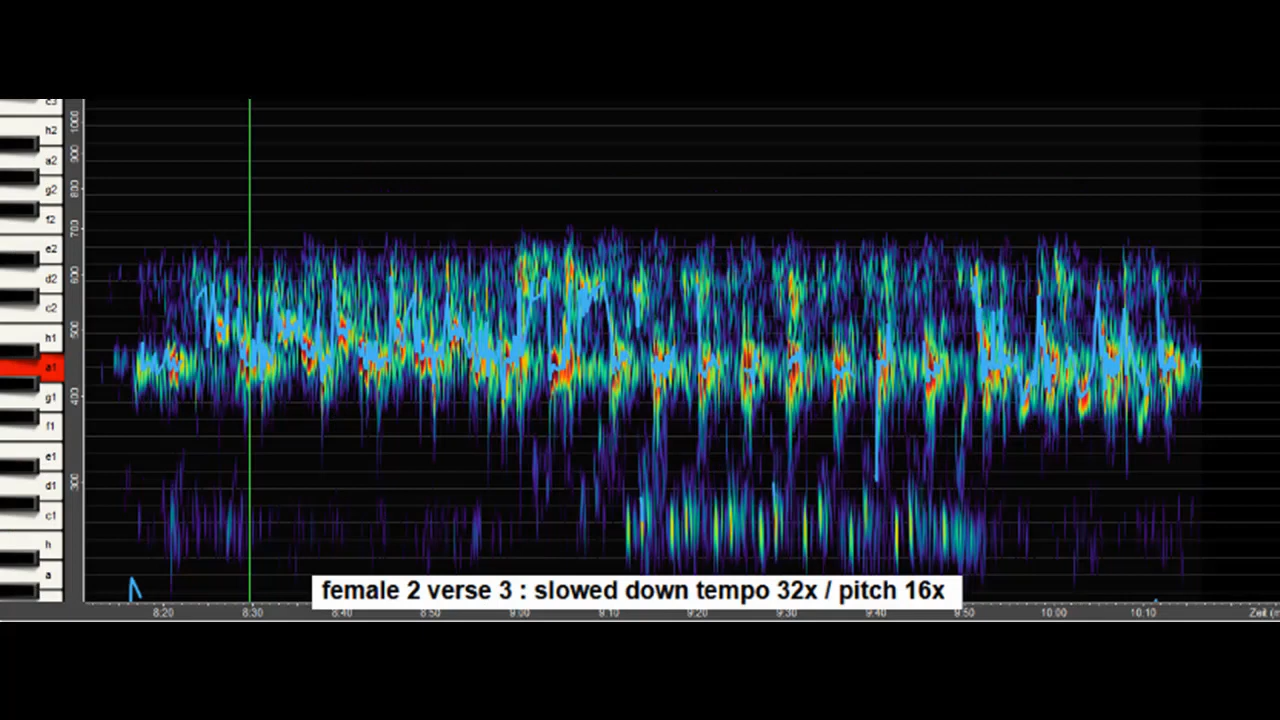 c3
h2
a2
g2
f2
e2
d2
c2
h1
a1
g1
f1
e1
d1
c1
h
a
1000
900
800
700
600
500
400
300
female 2 verse 3 : slowed down tempo 32x / pitch 16x
8:20 8:30 8:40 8:50 9:00 9:10 9:20 9:30 9:40 9:50 10:00 10:10 Zeit (m